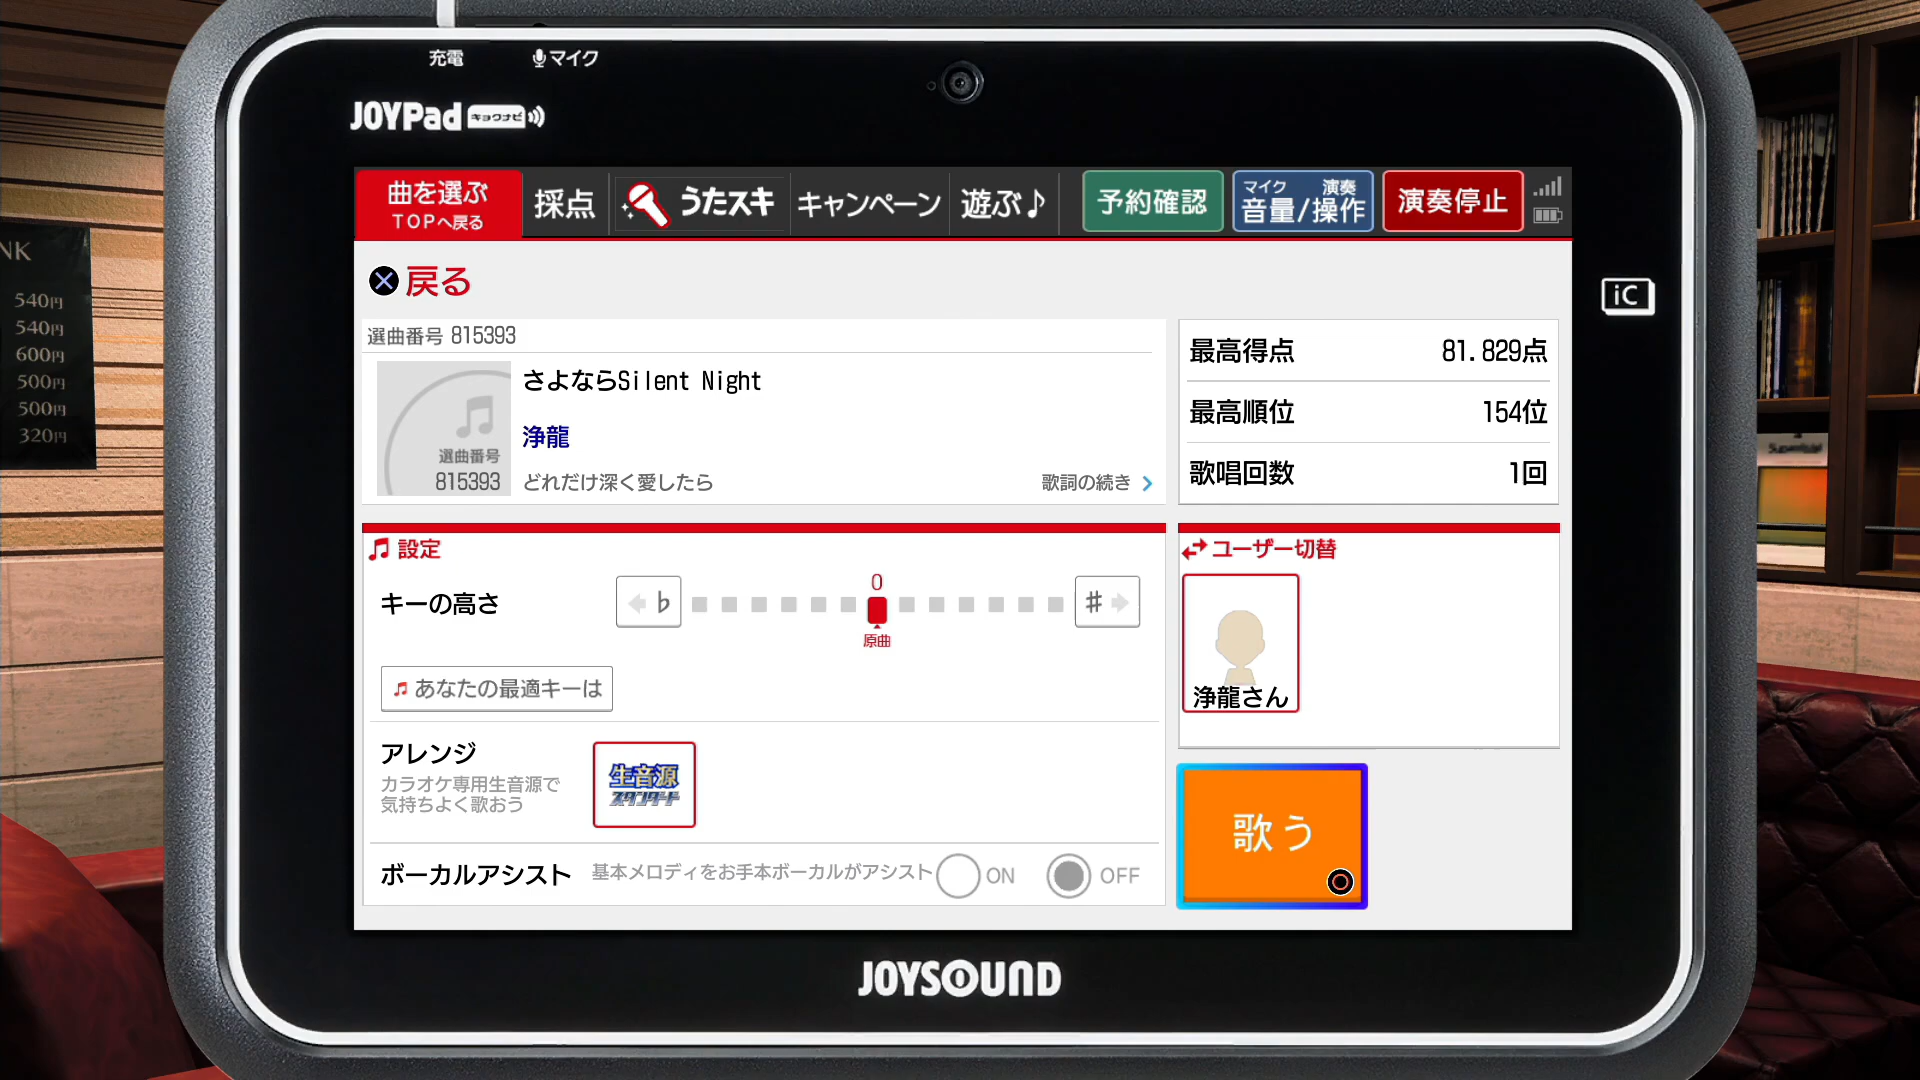 充電
マイク
JOYPad キョクナビ
曲を選ぶ
TOPへ戻る
採点
うたスキ
キャンペーン
遊ぶ♪
予約確認
マイク 演奏
音量/操作
演奏停止
戻る
選曲番号 815393
さよならSilent Night
浄龍
選曲番号
815393
どれだけ深く愛したら
歌詞の続き
最高得点 81.829点
最高順位 154位
歌唱回数 1回
設定
キーの高さ
♭
0
原曲
♯
あなたの最適キーは
アレンジ
カラオケ専用生音源で
気持ちよく歌おう
生音源
スタンダード
ボーカルアシスト 基本メロディをお手本ボーカルがアシスト ON OFF
ユーザー切替
浄龍さん
歌う
JOYSOUND
iC
NK
540円
540円
600円
500円
500円
320円